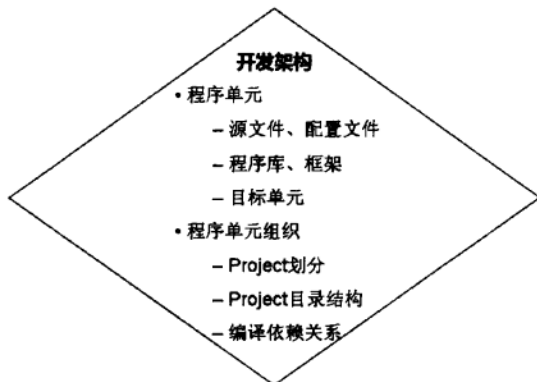 开发架构
• 程序单元
– 源文件、配置文件
– 程序库、框架
– 目标单元
• 程序单元组织
– Project划分
– Project目录结构
– 编译依赖关系